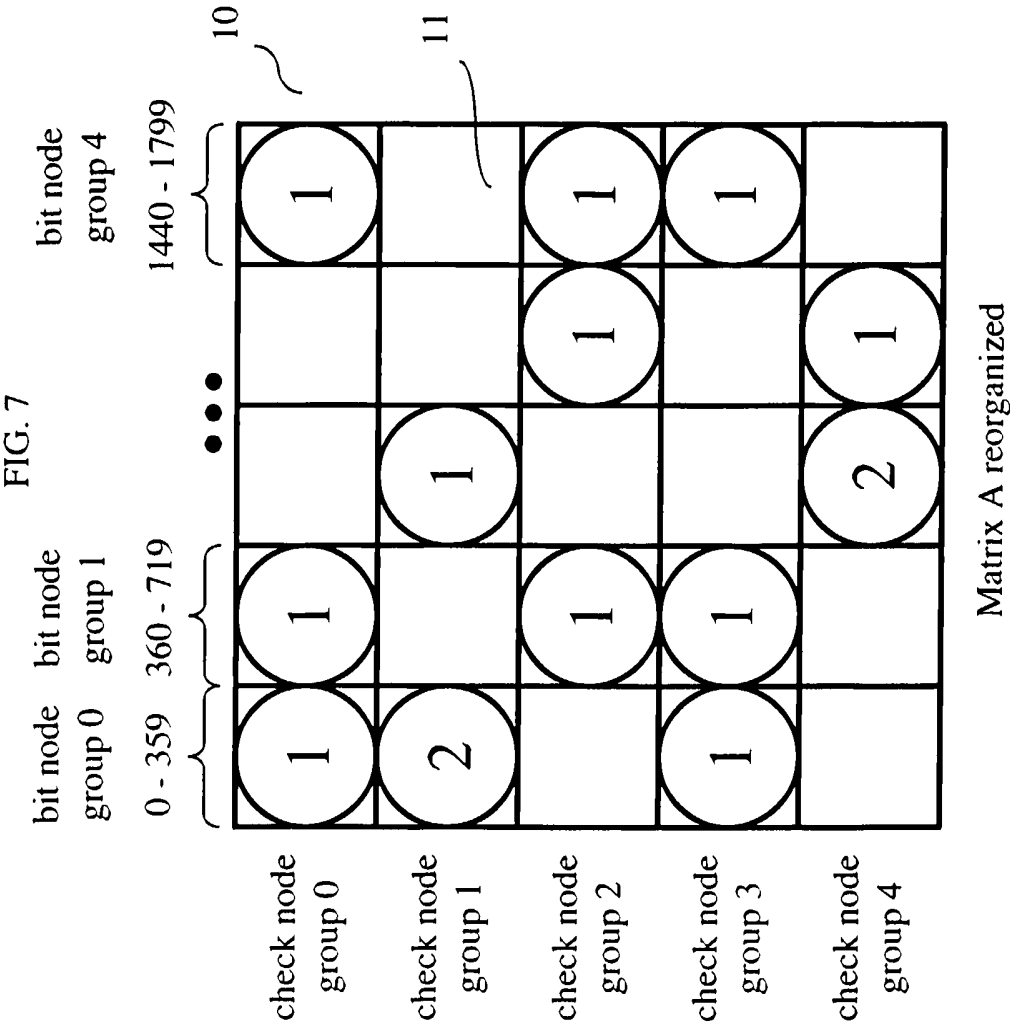 FIG. 7
bit node
group 0
bit node
group 1
bit node
group 4
0 - 359
360 - 719
1440 - 1799
10
11
check node
group 0
1
1
1
check node
group 1
2
1
check node
group 2
1
1
1
check node
group 3
1
1
1
check node
group 4
2
1
Matrix A reorganized